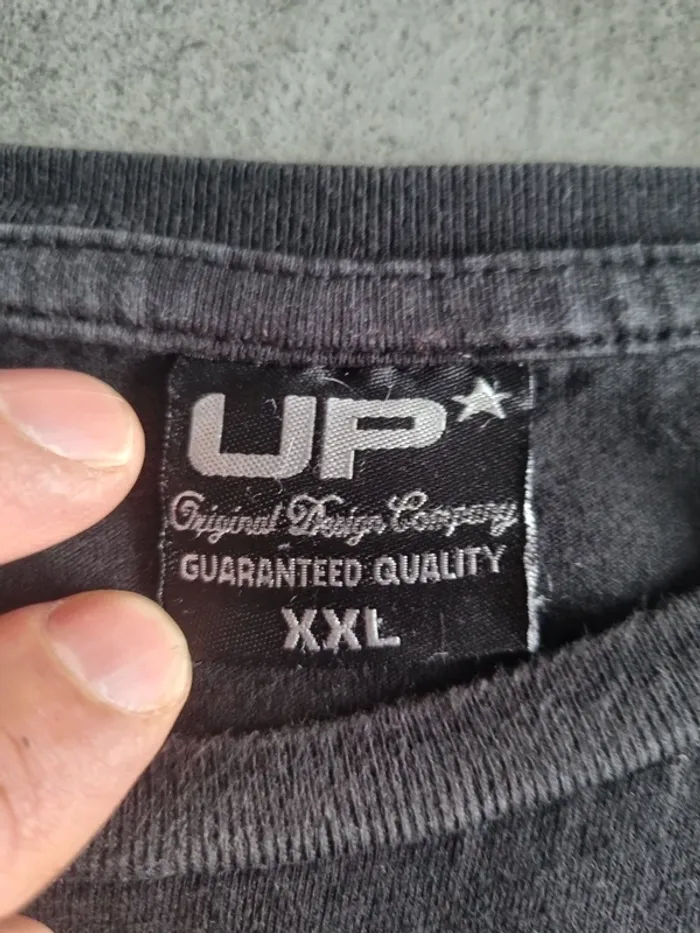 UP
Original Design Company
GUARANTEED QUALITY
XXL